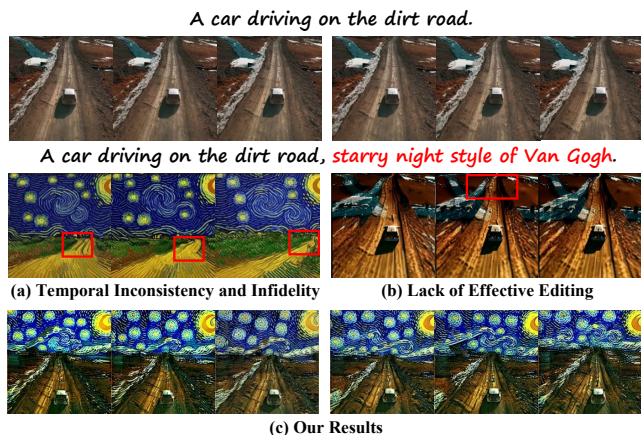 A car driving on the dirt road.
A car driving on the dirt road, starry night style of Van Gogh.
(a) Temporal Inconsistency and Infidelity
(b) Lack of Effective Editing
(c) Our Results